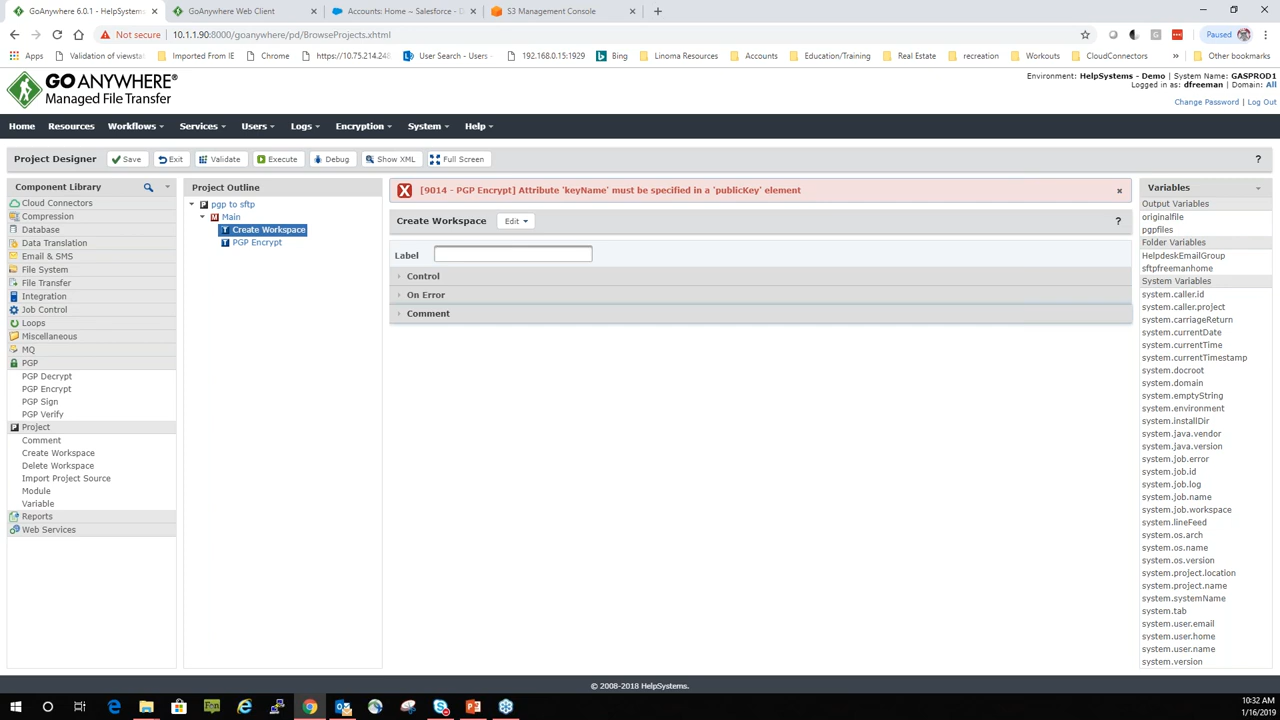 GoAnywhere 6.0.1 - HelpSystems
GoAnywhere Web Client
Accounts: Home ~ Salesforce - D
S3 Management Console
Not secure
10.1.1.90:8000/goanywhere/pd/BrowseProjects.xhtml
Paused
Apps
Validation of viewstat
Imported From IE
Chrome
https://10.75.214.248
User Search - Users -
192.168.0.15:1929
Bing
Linoma Resources
Accounts
Education/Training
Real Estate
recreation
Workouts
CloudConnectors
Other bookmarks
GOANYWHERE
Managed File Transfer
Environment: HelpSystems - Demo | System Name: GASPROD1
Logged in as: dfreeman | Domain: All
Change Password | Log Out
Home
Resources
Workflows
Services
Users
Logs
Encryption
System
Help
Project Designer
Save
Exit
Validate
Execute
Debug
Show XML
Full Screen
?
Component Library
Cloud Connectors
Compression
Database
Data Translation
Email & SMS
File System
File Transfer
Integration
Job Control
Loops
Miscellaneous
MQ
PGP
PGP Decrypt
PGP Encrypt
PGP Sign
PGP Verify
Project
Comment
Create Workspace
Delete Workspace
Import Project Source
Module
Variable
Reports
Web Services
Project Outline
pgp to sftp
Main
Create Workspace
PGP Encrypt
[9014 - PGP Encrypt] Attribute 'keyName' must be specified in a 'publicKey' element
Create Workspace
Edit
?
Label
Control
On Error
Comment
Variables
Output Variables
originalfile
pgpfiles
Folder Variables
HelpdeskEmailGroup
sftpfreemanhome
System Variables
system.caller.id
system.caller.project
system.carriageReturn
system.currentDate
system.currentTime
system.currentTimestamp
system.docroot
system.domain
system.emptyString
system.environment
system.installDir
system.java.vendor
system.java.version
system.job.error
system.job.id
system.job.log
system.job.name
system.job.workspace
system.lineFeed
system.os.arch
system.os.name
system.os.version
system.project.location
system.project.name
system.systemName
system.tab
system.user.email
system.user.home
system.user.name
system.version
© 2008-2018 HelpSystems.
10:32 AM
1/16/2019